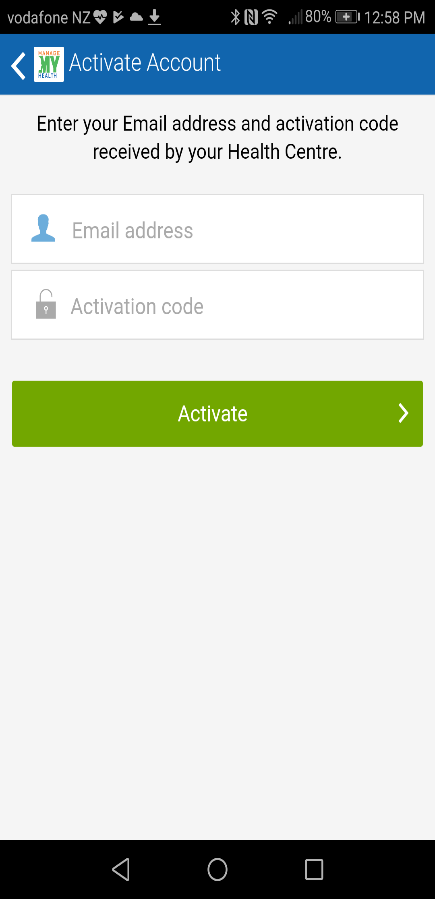 vodafone NZ 80% 12:58 PM
MANAGE
MY
HEALTH
Activate Account
Enter your Email address and activation code
received by your Health Centre.
Email address
Activation code
Activate